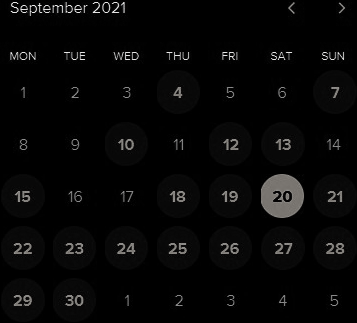 September 2021
MON TUE WED THU FRI SAT SUN
1 2 3 4 5 6 7
8 9 10 11 12 13 14
15 16 17 18 19 20 21
22 23 24 25 26 27 28
29 30 1 2 3 4 5